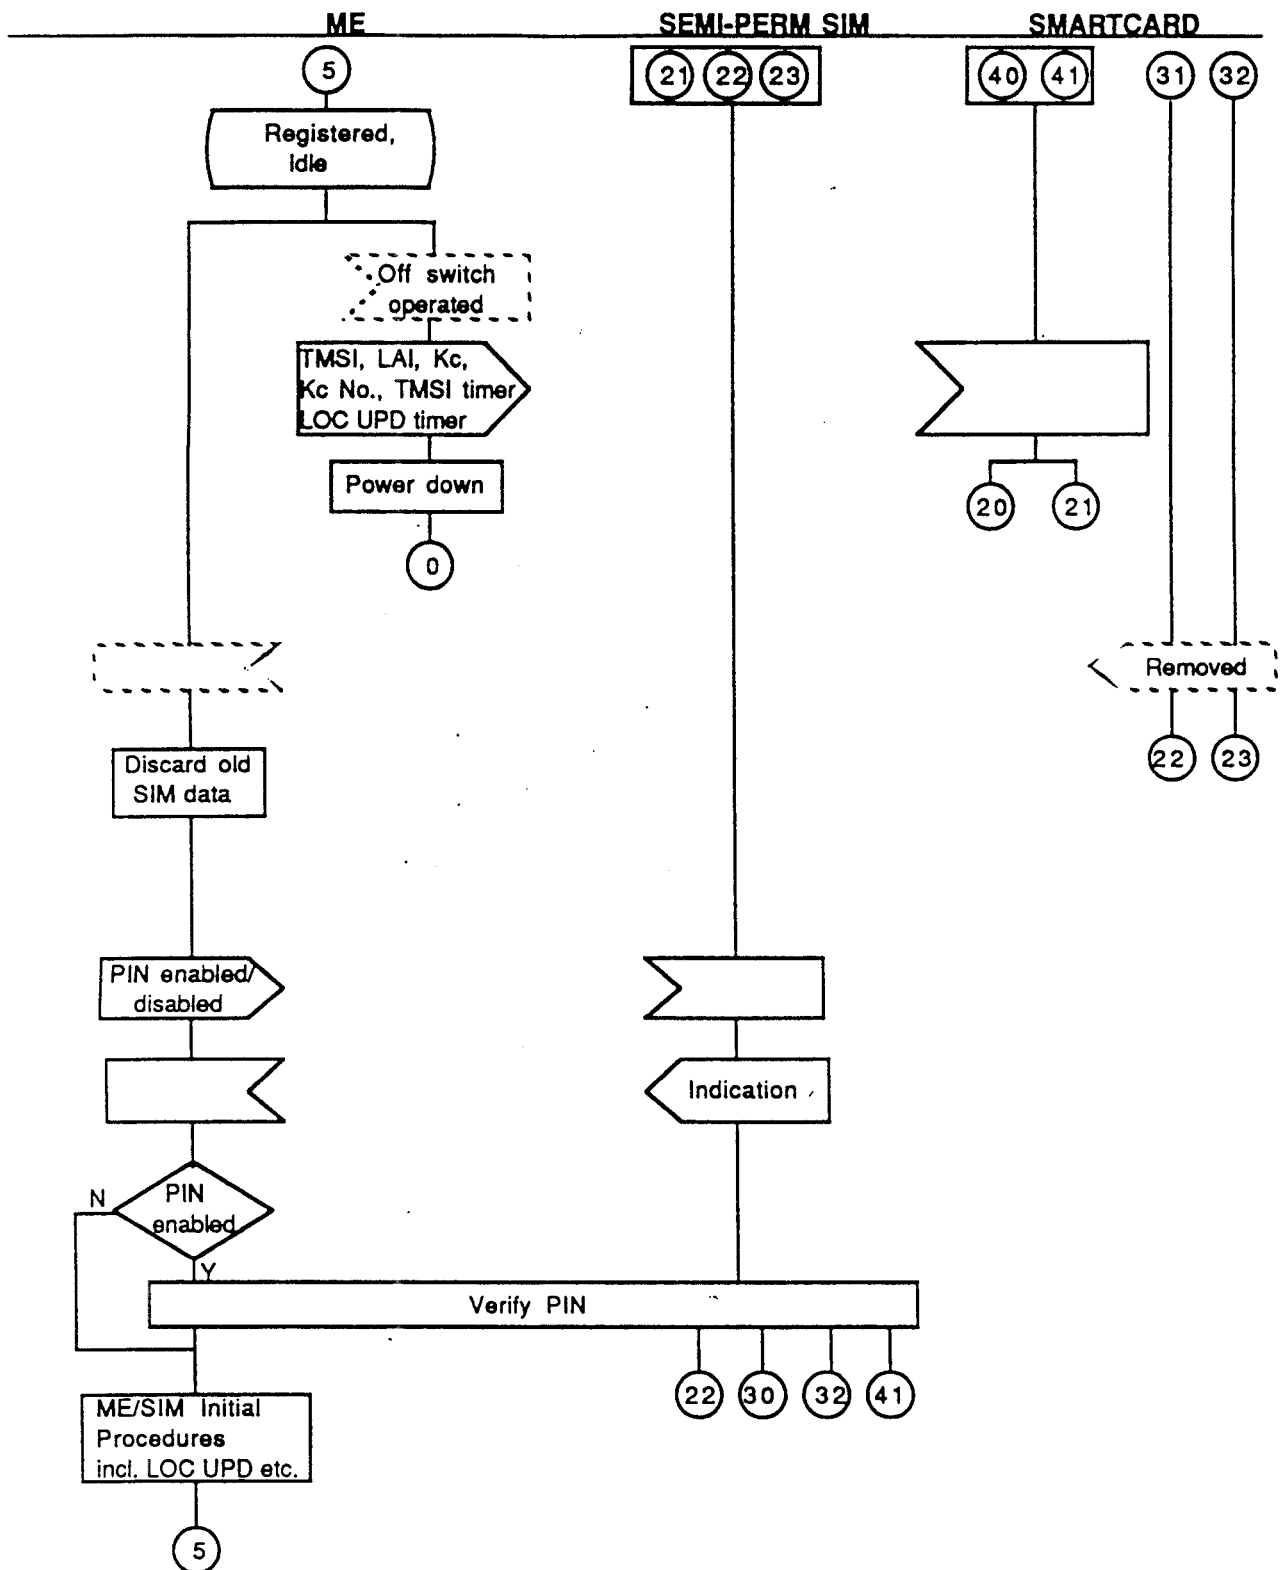 ME SEMI-PERM SIM SMARTCARD
5 21 22 23 40 41 31 32
Registered,
Idle
Off switch
operated
TMSI, LAI, Kc,
Kc No., TMSI timer
LOC UPD timer
Power down
20 21
0
Removed
22 23
Discard old
SIM data
PIN enabled/
disabled
Indication
N
PIN
enabled
Y
Verify PIN
22 30 32 41
ME/SIM Initial
Procedures
incl. LOC UPD etc.
5